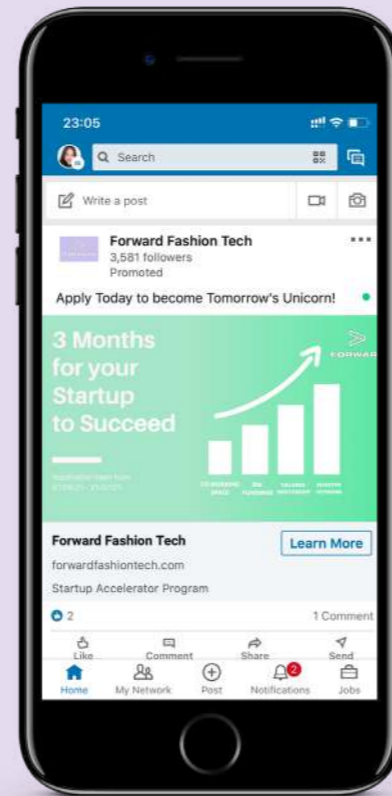 23:05
Search
Write a post
Forward Fashion Tech
3,581 followers
Promoted
Apply Today to become Tomorrow's Unicorn!
3 Months
for your
Startup
to Succeed
FORWAR
Forward Fashion Tech
Learn More
forwardfashiontech.com
Startup Accelerator Program
2
1 Comment
Like
Comment
Share
Send
2
Home
My Network
Post
Notifications
Jobs